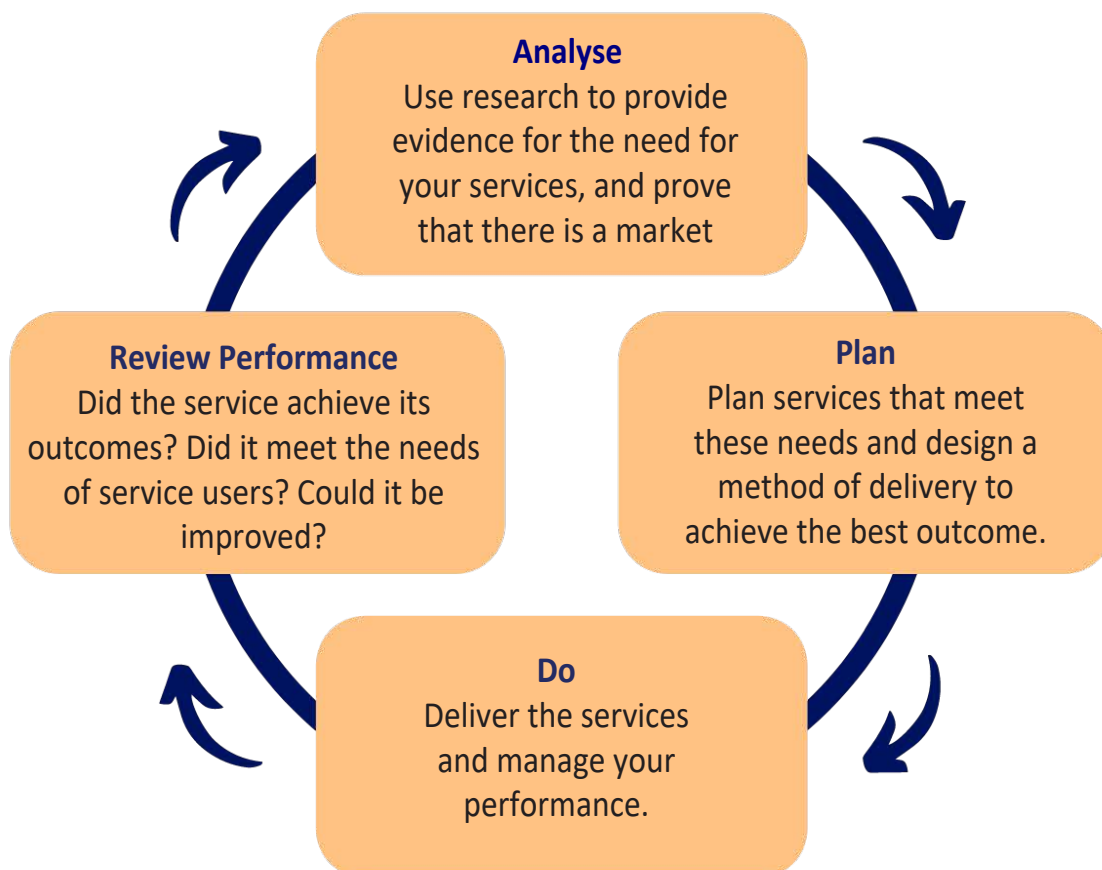 Analyse
Use research to provide
evidence for the need for
your services, and prove
that there is a market
Plan
Plan services that meet
these needs and design a
method of delivery to
achieve the best outcome.
Do
Deliver the services
and manage your
performance.
Review Performance
Did the service achieve its
outcomes? Did it meet the needs
of service users? Could it be
improved?